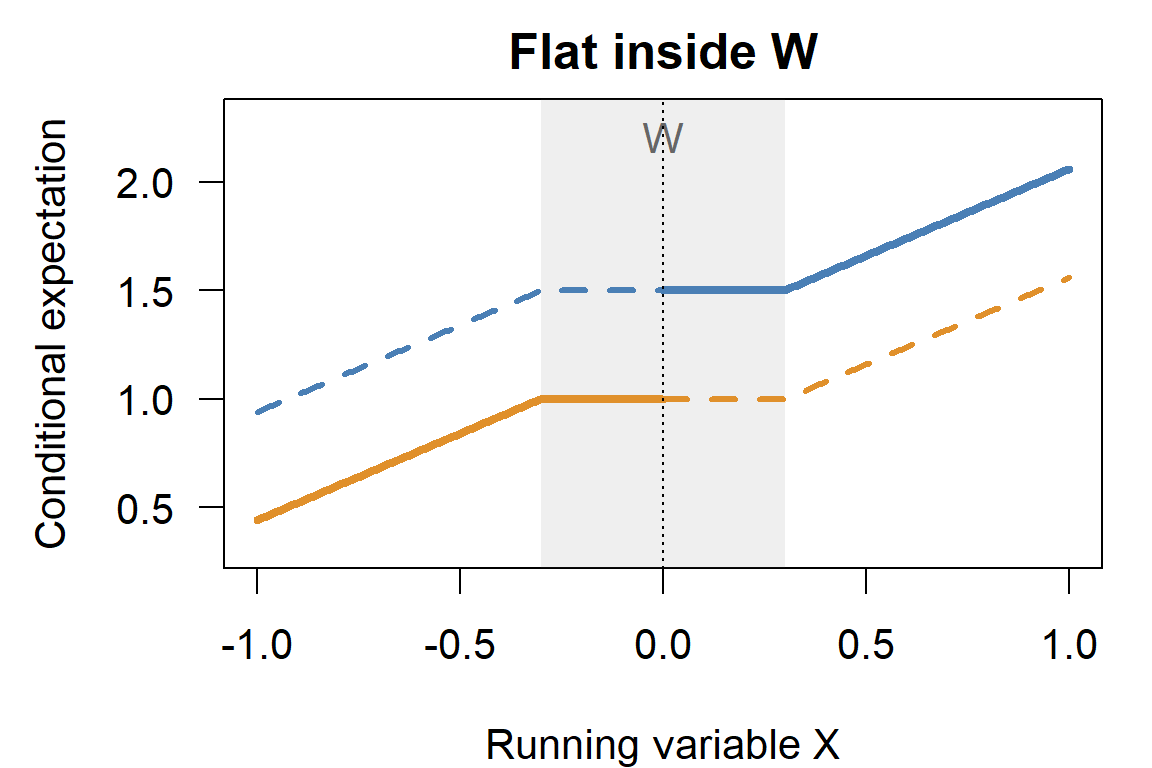 Flat inside W
W
Conditional expectation
2.0
1.5
1.0
0.5
-1.0 -0.5 0.0 0.5 1.0
Running variable X